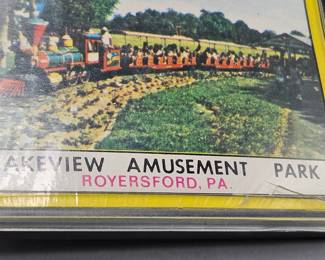 AKEVIEW AMUSEMENT PARK
ROYERSFORD, PA.